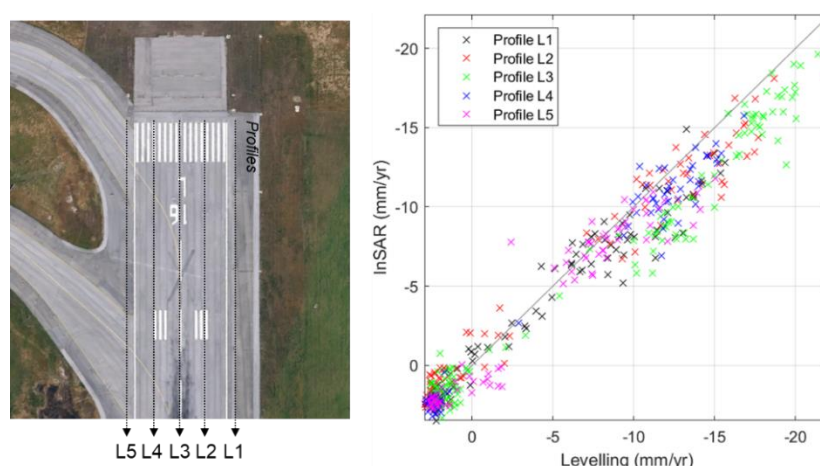 Profiles
L5 L4 L3 L2 L1
Profile L1
Profile L2
Profile L3
Profile L4
Profile L5
InSAR (mm/yr)
-20
-15
-10
-5
0
0 -5 -10 -15 -20
Levelling (mm/yr)